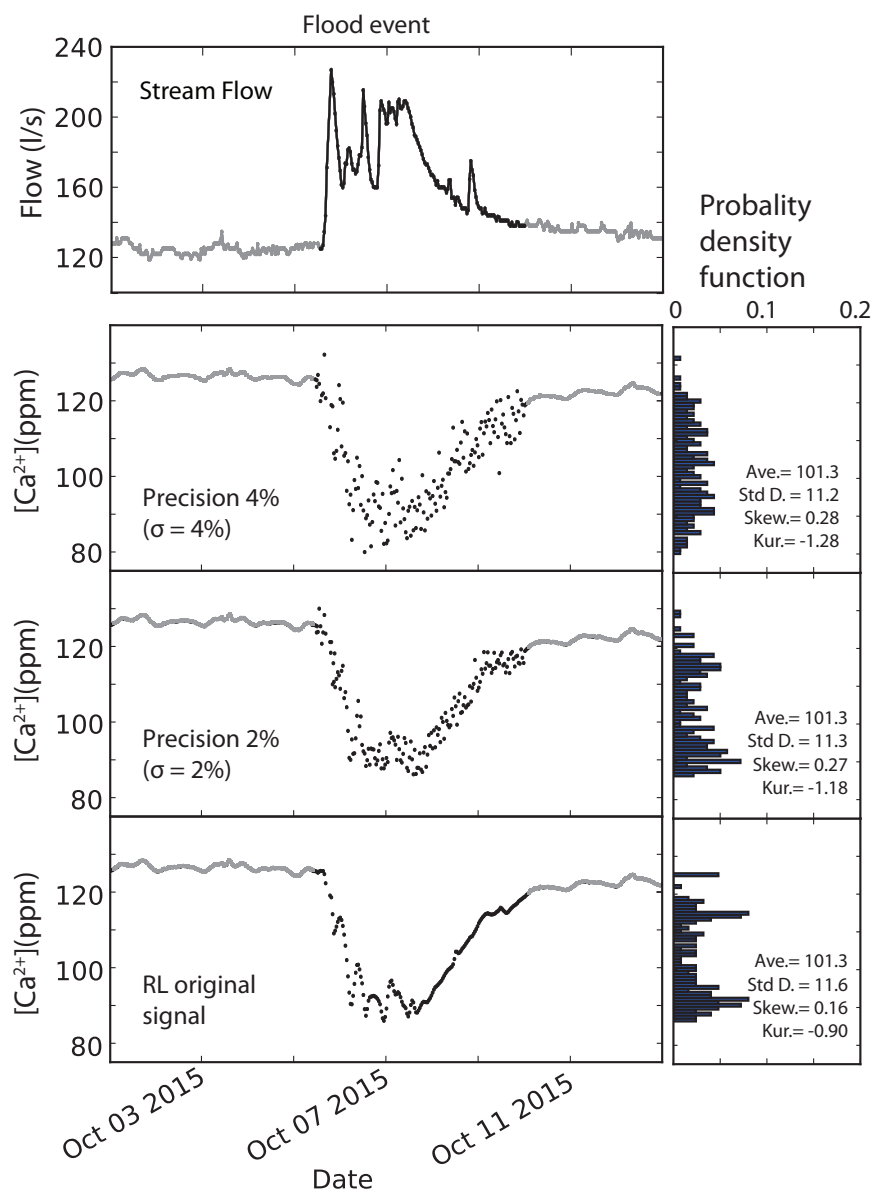 Flood event
240
200
160
120
Flow (l/s)
Stream Flow
Probality
density
function
0 0.1 0.2
120
100
80
[Ca2+](ppm)
Precision 4%
(σ = 4%)
Ave.= 101.3
Std D. = 11.2
Skew.= 0.28
Kur.= -1.28
120
100
80
[Ca2+](ppm)
Precision 2%
(σ = 2%)
Ave.= 101.3
Std D. = 11.3
Skew.= 0.27
Kur.= -1.18
120
100
80
[Ca2+](ppm)
RL original
signal
Ave.= 101.3
Std D. = 11.6
Skew.= 0.16
Kur.= -0.90
Oct 03 2015
Oct 07 2015
Oct 11 2015
Date